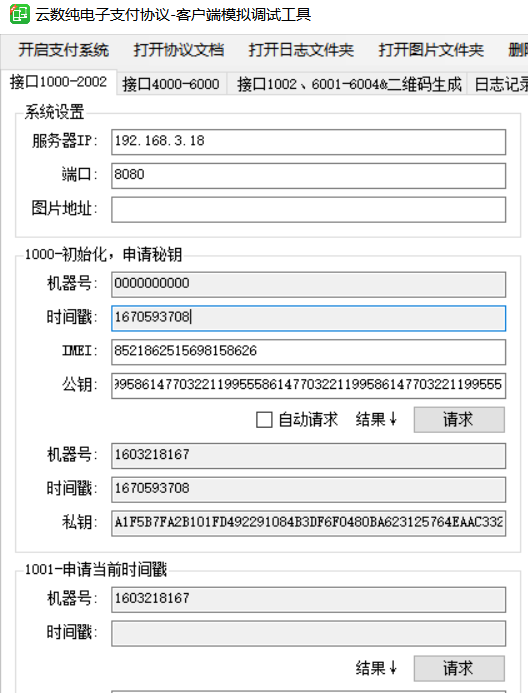 云数纯电子支付协议-客户端模拟调试工具
开启支付系统 打开协议文档 打开日志文件夹 打开图片文件夹
接口1000-2002 接口4000-6000 接口1002、6001-6004&二维码生成 日志记录
系统设置
服务器IP: 192.168.3.18
端口: 8080
图片地址:
1000-初始化，申请秘钥
机器号: 0000000000
时间戳: 1670593708
IMEI: 8521862515698158626
公钥: 995861477032211995558614770322119958614770322119955​5
自动请求 结果↓ 请求
机器号: 1603218167
时间戳: 1670593708
私钥: A1F5B7FA2B101FD492291084B3DF6F0480BA623125764EAAC332
1001-申请当前时间戳
机器号: 1603218167
时间戳:
结果↓ 请求